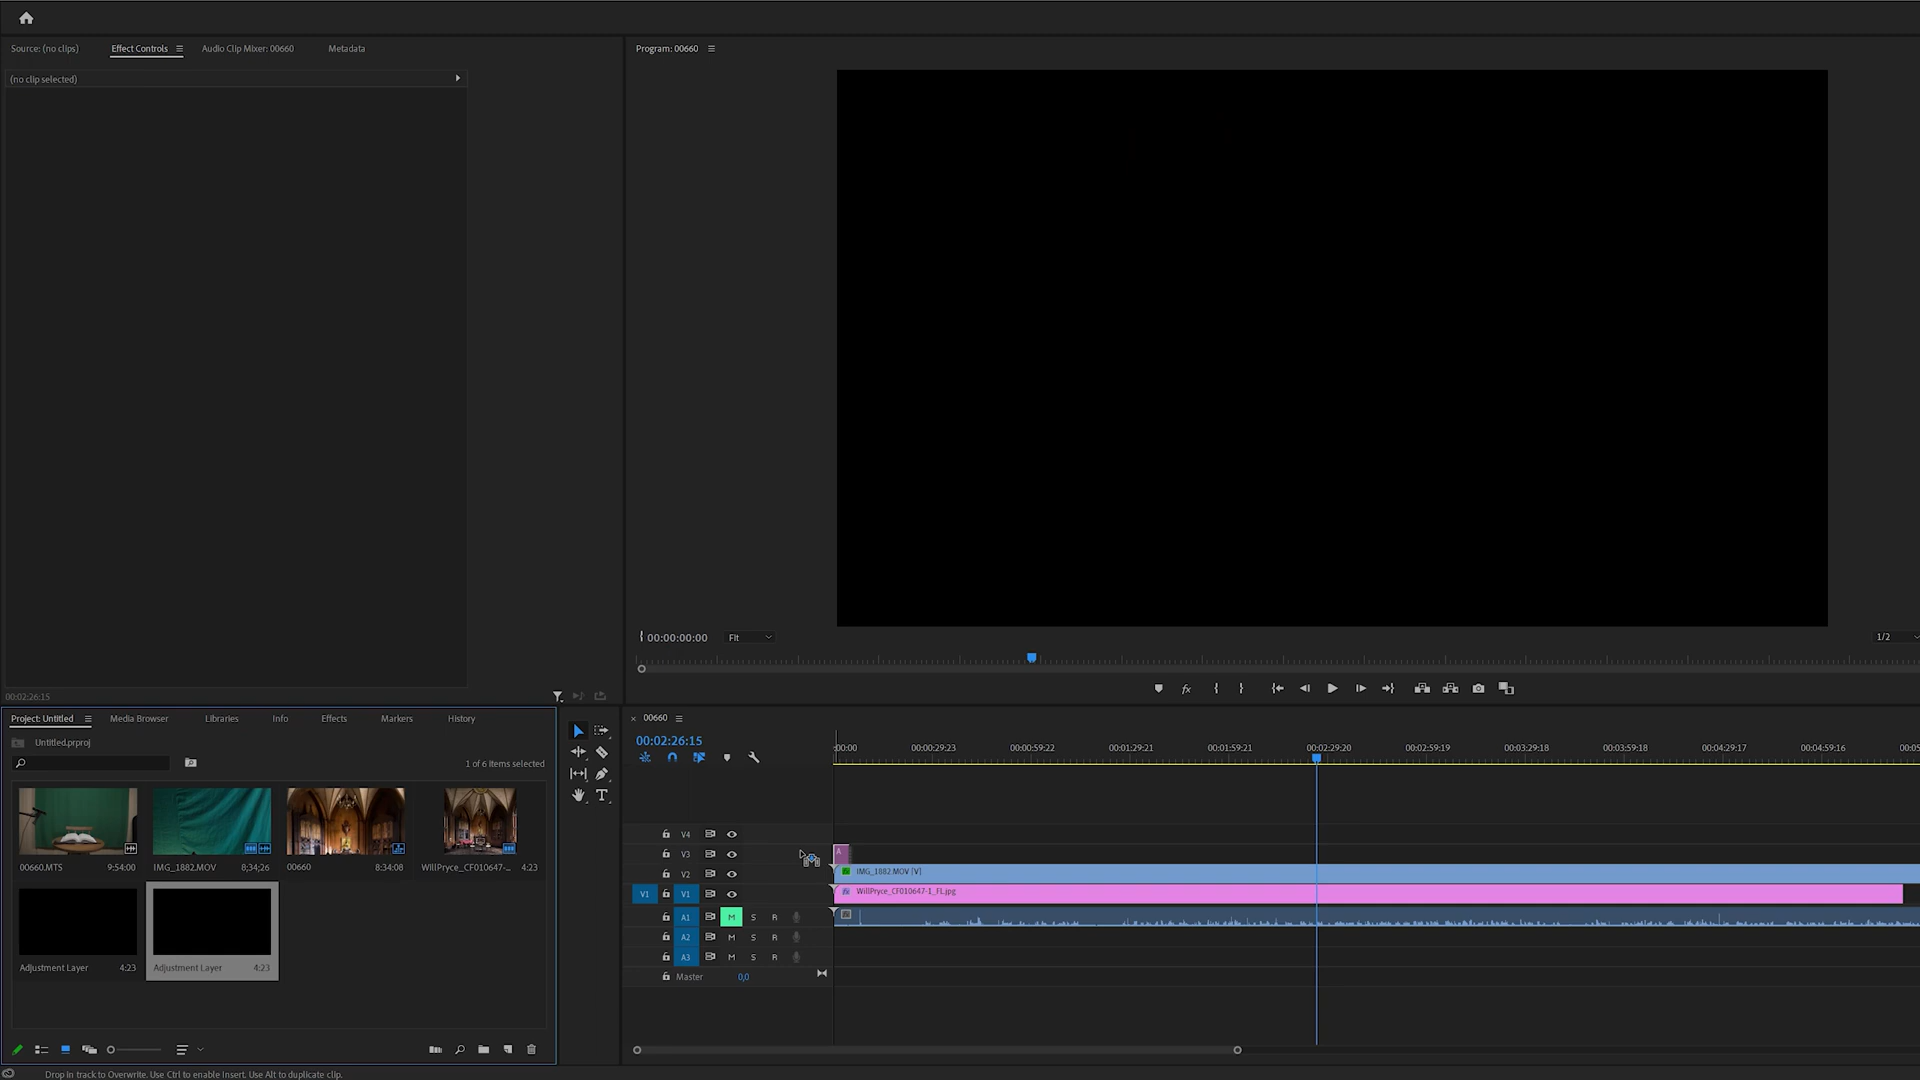 Source: (no clips)
Effect Controls
Audio Clip Mixer: 00660
Metadata
Program: 00660
(no clip selected)
00:00:00:00
Fit
1/2
00:02:26:15
Project: Untitled
Media Browser
Libraries
Info
Effects
Markers
History
Untitled.prproj
1 of 6 items selected
00660.MTS 9:54:00
IMG_1882.MOV 8;34;26
00660 8:34:08
WillPryce_CF010647-... 4:23
Adjustment Layer 4:23
Adjustment Layer 4:23
T
× 00660
00:02:26:15
:00:00
00:00:29:23
00:00:59:22
00:01:29:21
00:01:59:21
00:02:29:20
00:02:59:19
00:03:29:18
00:03:59:18
00:04:29:17
00:04:59:16
00:05
V4
V3
A
V2
IMG_1882.MOV [V]
V1 V1
WillPryce_CF010647-1_FL.jpg
A1 M S R
A2 M S R
A3 M S R
Master 0,0
Drop in track to Overwrite. Use Ctrl to enable Insert. Use Alt to duplicate clip.